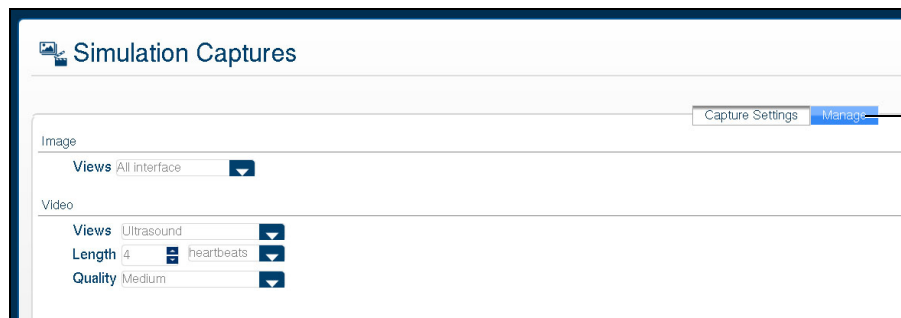 Simulation Captures
Capture Settings Manage
Image
Views All interface
Video
Views Ultrasound
Length 4 heartbeats
Quality Medium